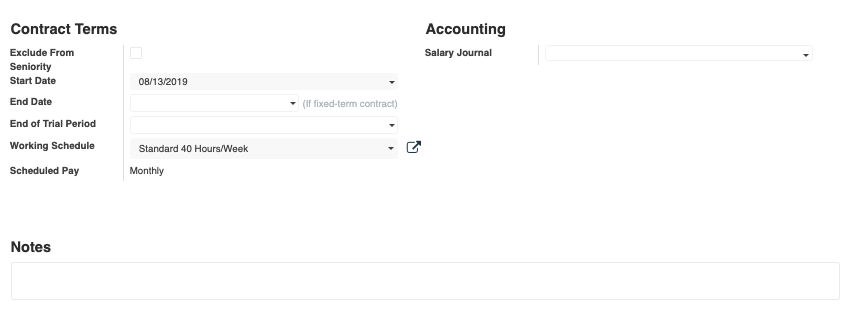 Contract Terms
Exclude From
Seniority
Start Date 08/13/2019
End Date (If fixed-term contract)
End of Trial Period
Working Schedule Standard 40 Hours/Week
Scheduled Pay Monthly
Accounting
Salary Journal
Notes